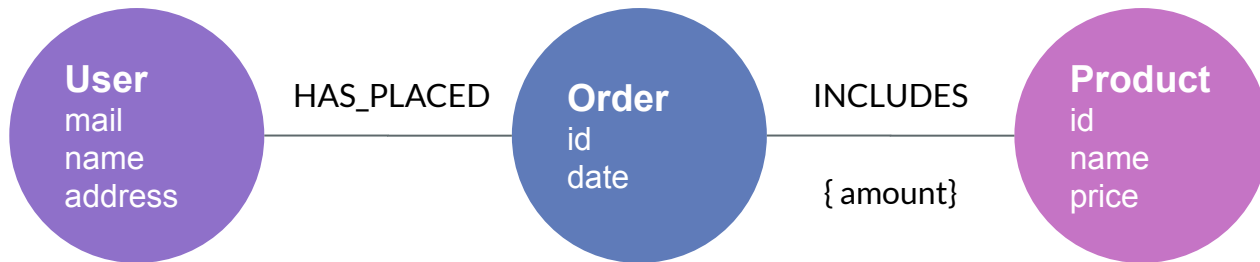 User
mail
name
address
HAS_PLACED
Order
id
date
INCLUDES
{ amount}
Product
id
name
price